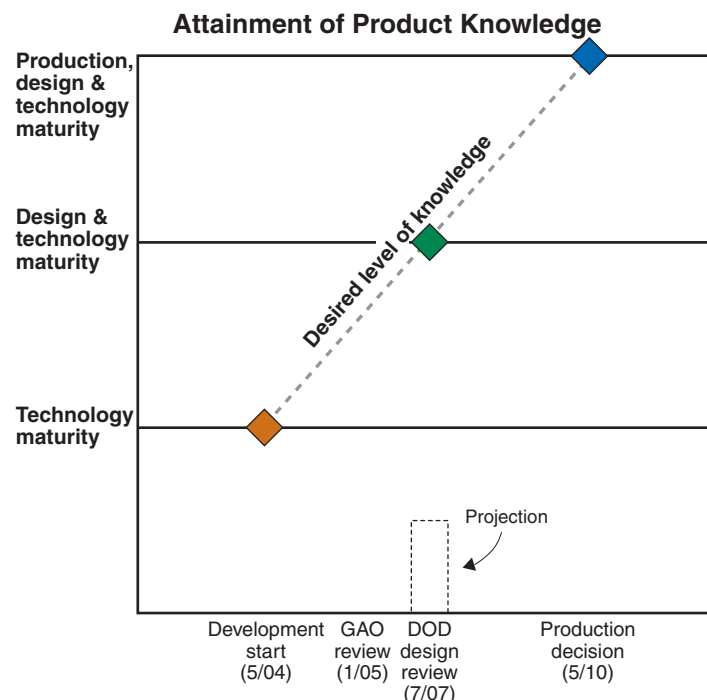 Attainment of Product Knowledge
Production,
design &
technology
maturity
Design &
technology
maturity
Desired level of knowledge
Technology
maturity
Projection
Development
start
(5/04)
GAO
review
(1/05)
DOD
design
review
(7/07)
Production
decision
(5/10)